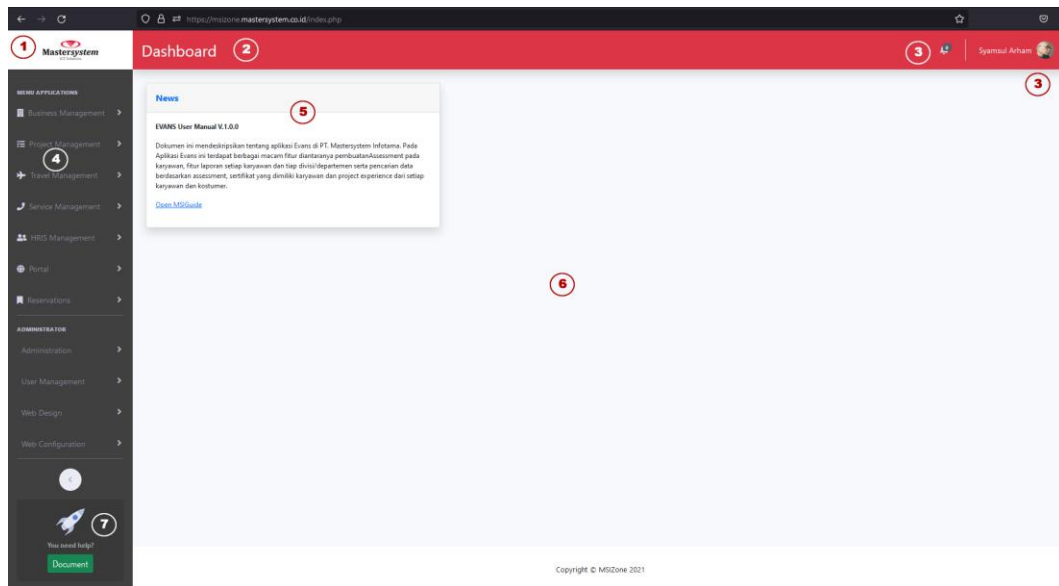 https://msizone.mastersystem.co.id/index.php
1
Mastersystem
Dashboard
2
3
Syamsul Arham
3
MENU APPLICATIONS
Business Management
Project Management
4
Travel Management
Service Management
HRIS Management
Portal
Reservations
ADMINISTRATOR
Administration
User Management
Web Design
Web Configuration
7
You need help?
Document
News
5
EVANS User Manual V.1.0.0
Dokumen ini mendeskripsikan tentang aplikasi Evans di PT. Mastersystem Infotama. Pada
Aplikasi Evans ini terdapat berbagai macam fitur diantaranya pembuatanAssessment pada
karyawan, fitur laporan setiap karyawan dan tiap divisi/departemen serta pencarian data
berdasarkan assessment, sertifikat yang dimiliki karyawan dan project experience dari setiap
karyawan dan kostumer.
Open MSIGuide
6
Copyright © MSIZone 2021